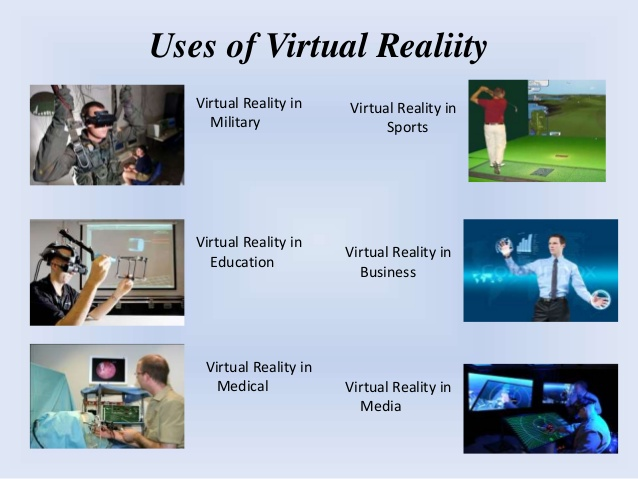 Uses of Virtual Realiity
Virtual Reality in
Military
Virtual Reality in
Sports
Virtual Reality in
Education
Virtual Reality in
Business
Virtual Reality in
Medical
Virtual Reality in
Media